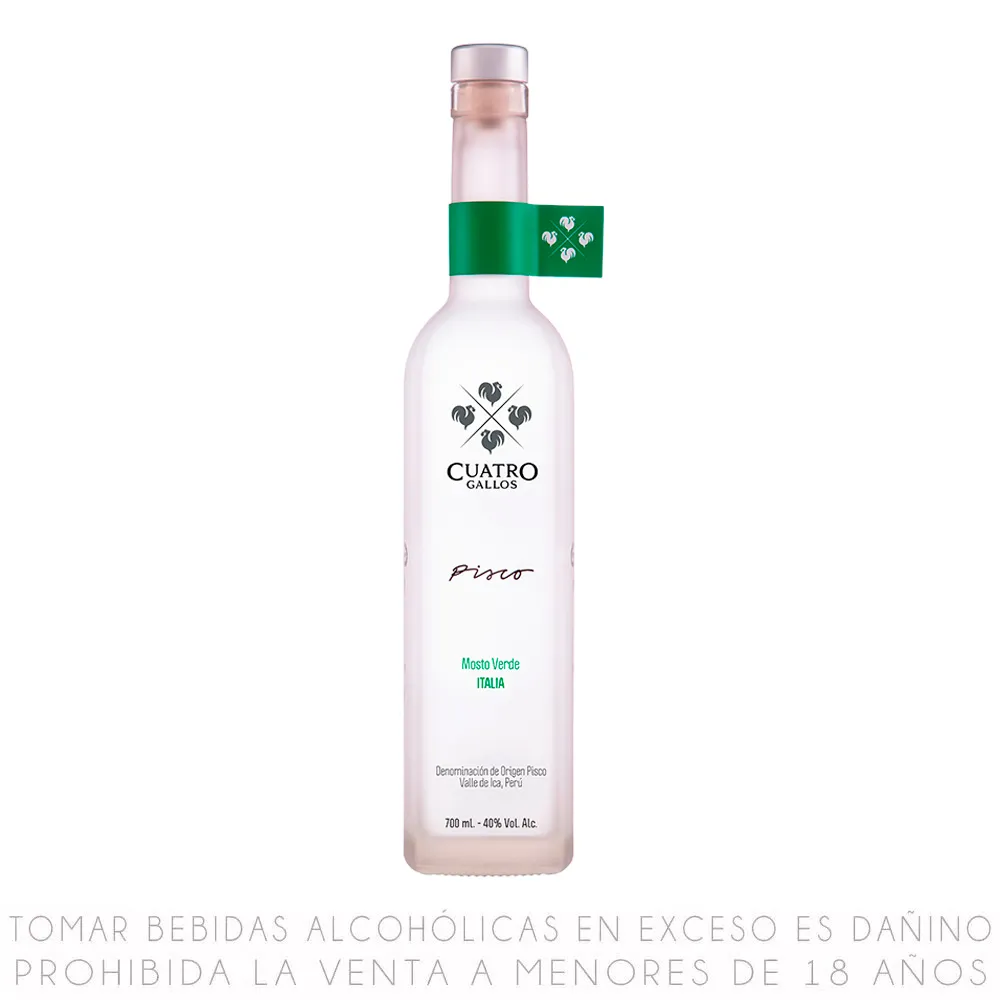 CUATRO
GALLOS
Pisco
Mosto Verde
ITALIA
Denominación de Origen Pisco
Valle de Ica, Perú
700 ml. - 40% Vol. Alc.
TOMAR BEBIDAS ALCOHÓLICAS EN EXCESO ES DAÑINO
PROHIBIDA LA VENTA A MENORES DE 18 AÑOS